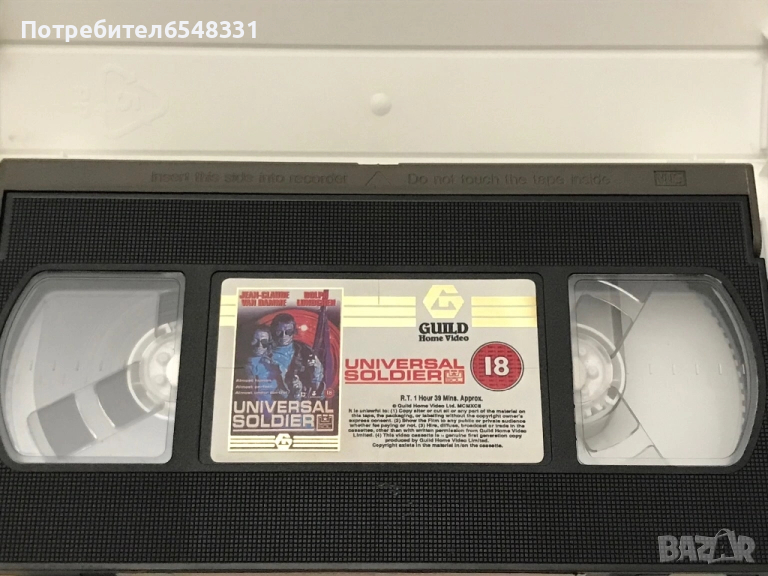 Потребител6548331
Insert this side into recorder Do not touch the tape inside VHS
JEAN-CLAUDE VAN DAMME DOLPH LUNDGREN
UNIVERSAL
SOLDIER
GUILD
Home Video
UNIVERSAL
SOLDIER
18
R.T. 1 Hour 39 Mins. Approx.
© Guild Home Video Ltd. MCMXCII
It is unlawful to: (1) Copy alter or cut all or any part of the material on
this tape, the packaging, or labelling without the copyright owner's
express consent. (2) Show the Film to any public or private audience
whether fee paying or not. (3) Hire, diffuse, broadcast or trade in the
cassettes, other than with written permission from Guild Home Video
Limited. (4) This video cassette is a genuine first generation copy
produced by Guild Home Video Limited.
Copyright exists in the material in/on the cassette.
BAZAR